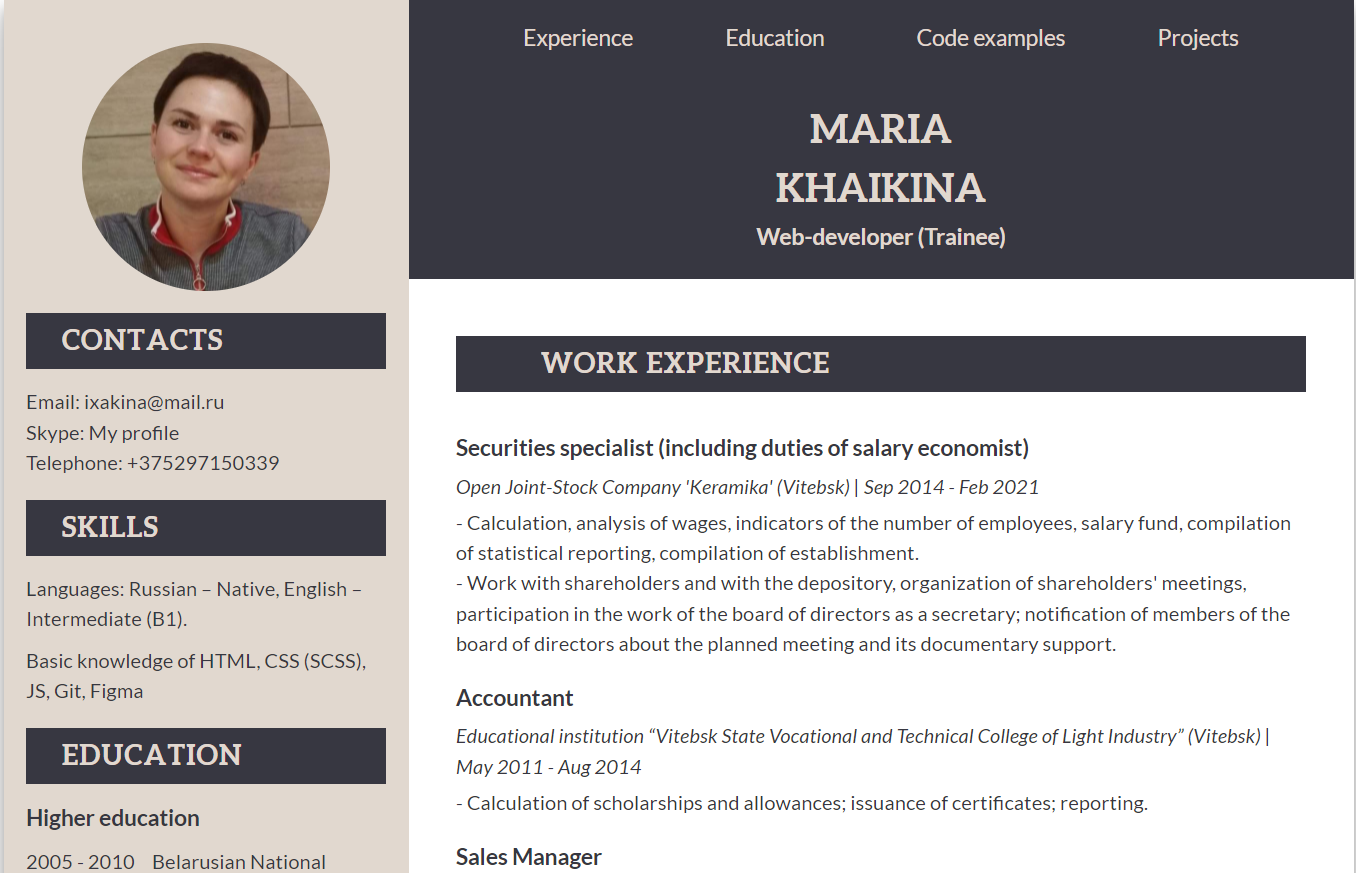 Experience
Education
Code examples
Projects
MARIA
KHAIKINA
Web-developer (Trainee)
CONTACTS
Email: ixakina@mail.ru
Skype: My profile
Telephone: +375297150339
SKILLS
Languages: Russian – Native, English –
Intermediate (B1).
Basic knowledge of HTML, CSS (SCSS),
JS, Git, Figma
EDUCATION
Higher education
2005 - 2010 Belarusian National
WORK EXPERIENCE
Securities specialist (including duties of salary economist)
Open Joint-Stock Company 'Keramika' (Vitebsk) | Sep 2014 - Feb 2021
- Calculation, analysis of wages, indicators of the number of employees, salary fund, compilation
of statistical reporting, compilation of establishment.
- Work with shareholders and with the depository, organization of shareholders' meetings,
participation in the work of the board of directors as a secretary; notification of members of the
board of directors about the planned meeting and its documentary support.
Accountant
Educational institution “Vitebsk State Vocational and Technical College of Light Industry” (Vitebsk) |
May 2011 - Aug 2014
- Calculation of scholarships and allowances; issuance of certificates; reporting.
Sales Manager